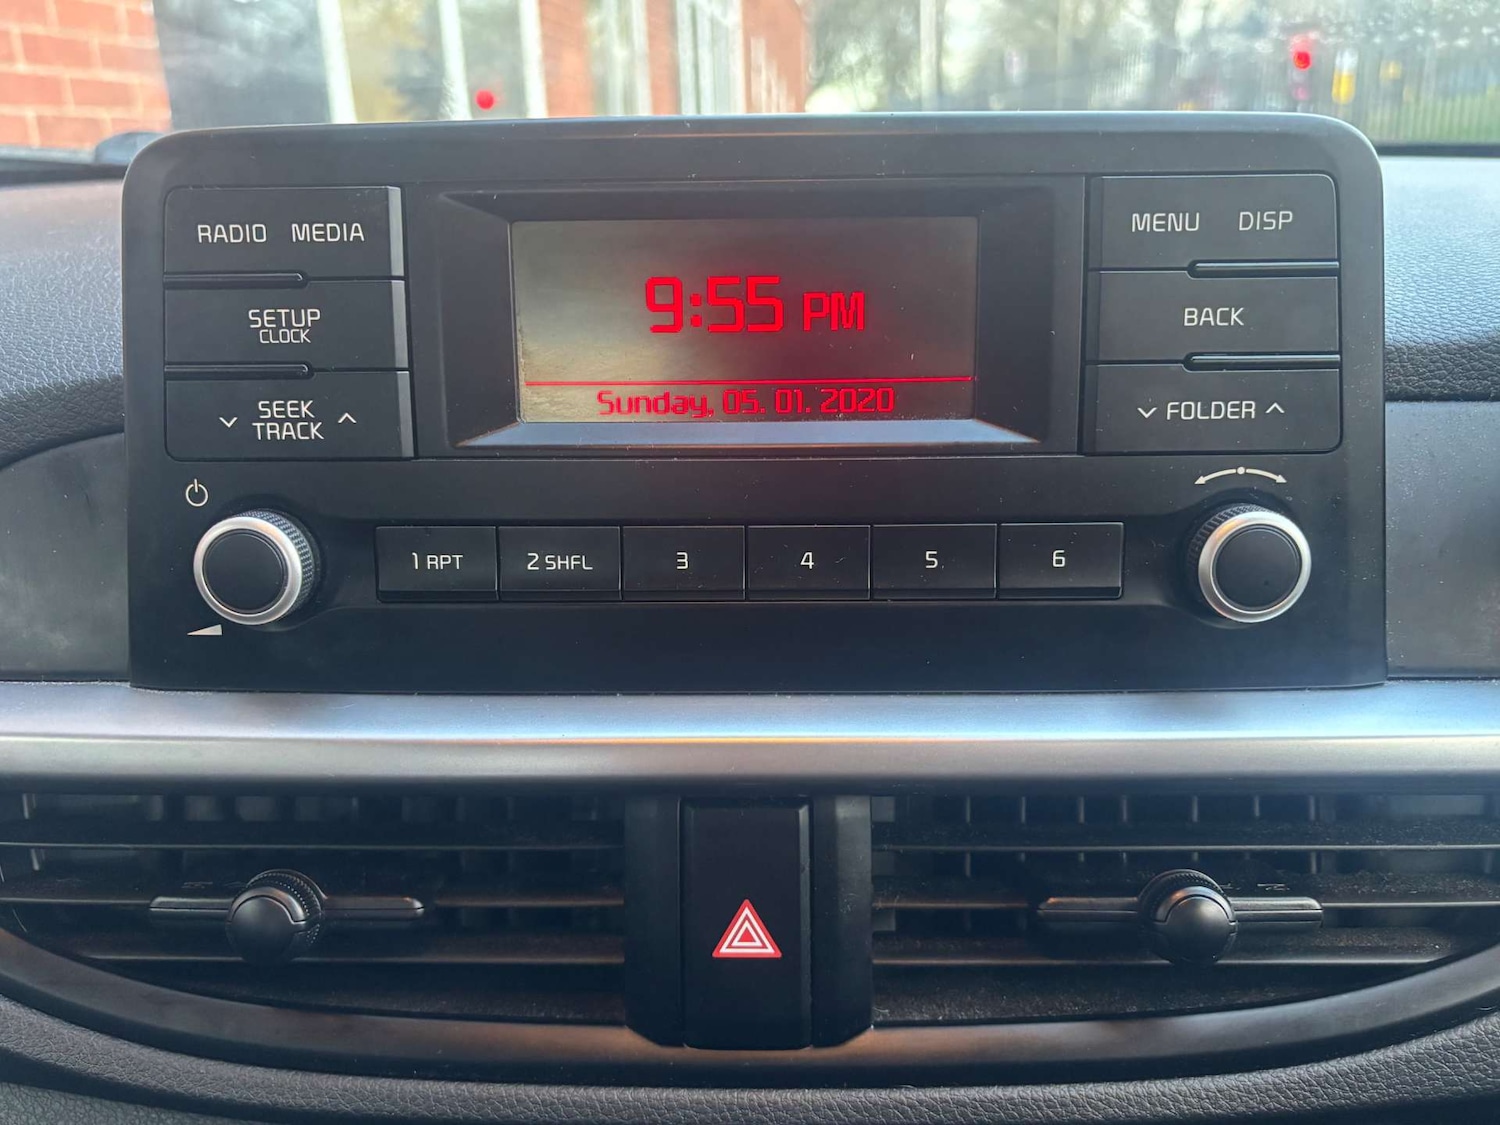 RADIO MEDIA
SETUP
CLOCK
SEEK
TRACK
9:55 PM
Sunday, 05. 01. 2020
MENU DISP
BACK
FOLDER
1 RPT 2 SHFL 3 4 5 6